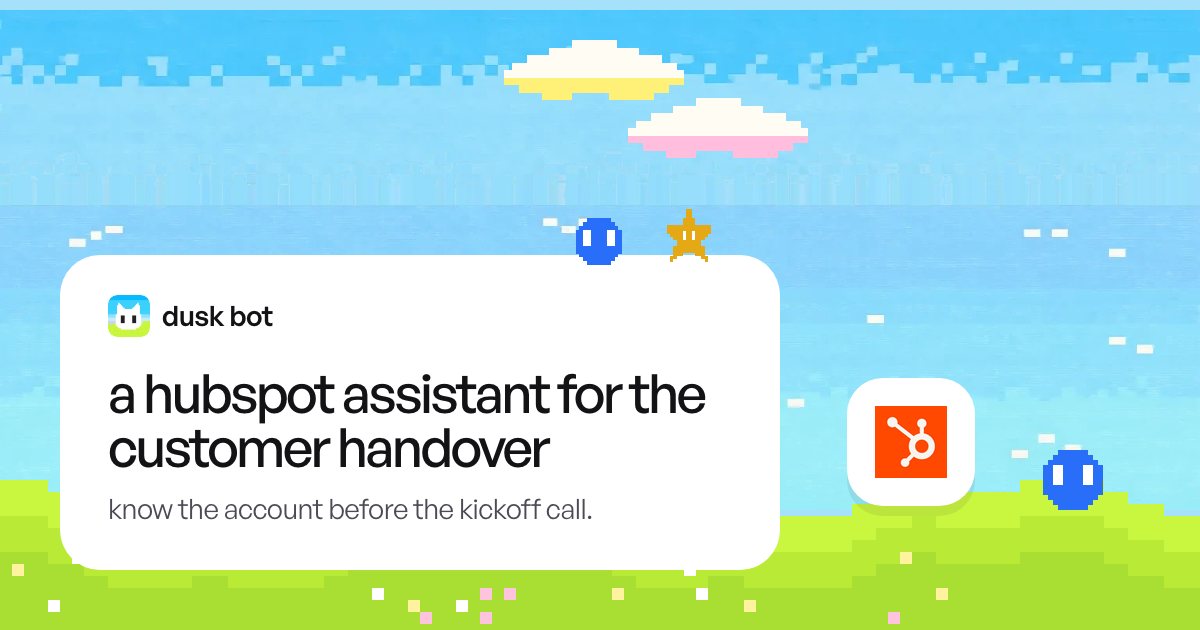 dusk bot
a hubspot assistant for the
customer handover
know the account before the kickoff call.